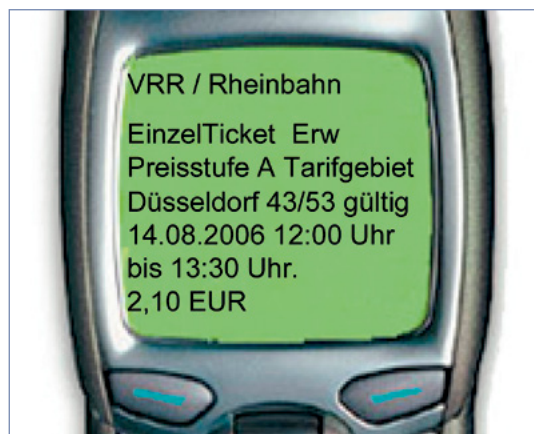 VRR / Rheinbahn
EinzelTicket Erw
Preisstufe A Tarifgebiet
Düsseldorf 43/53 gültig
14.08.2006 12:00 Uhr
bis 13:30 Uhr.
2,10 EUR